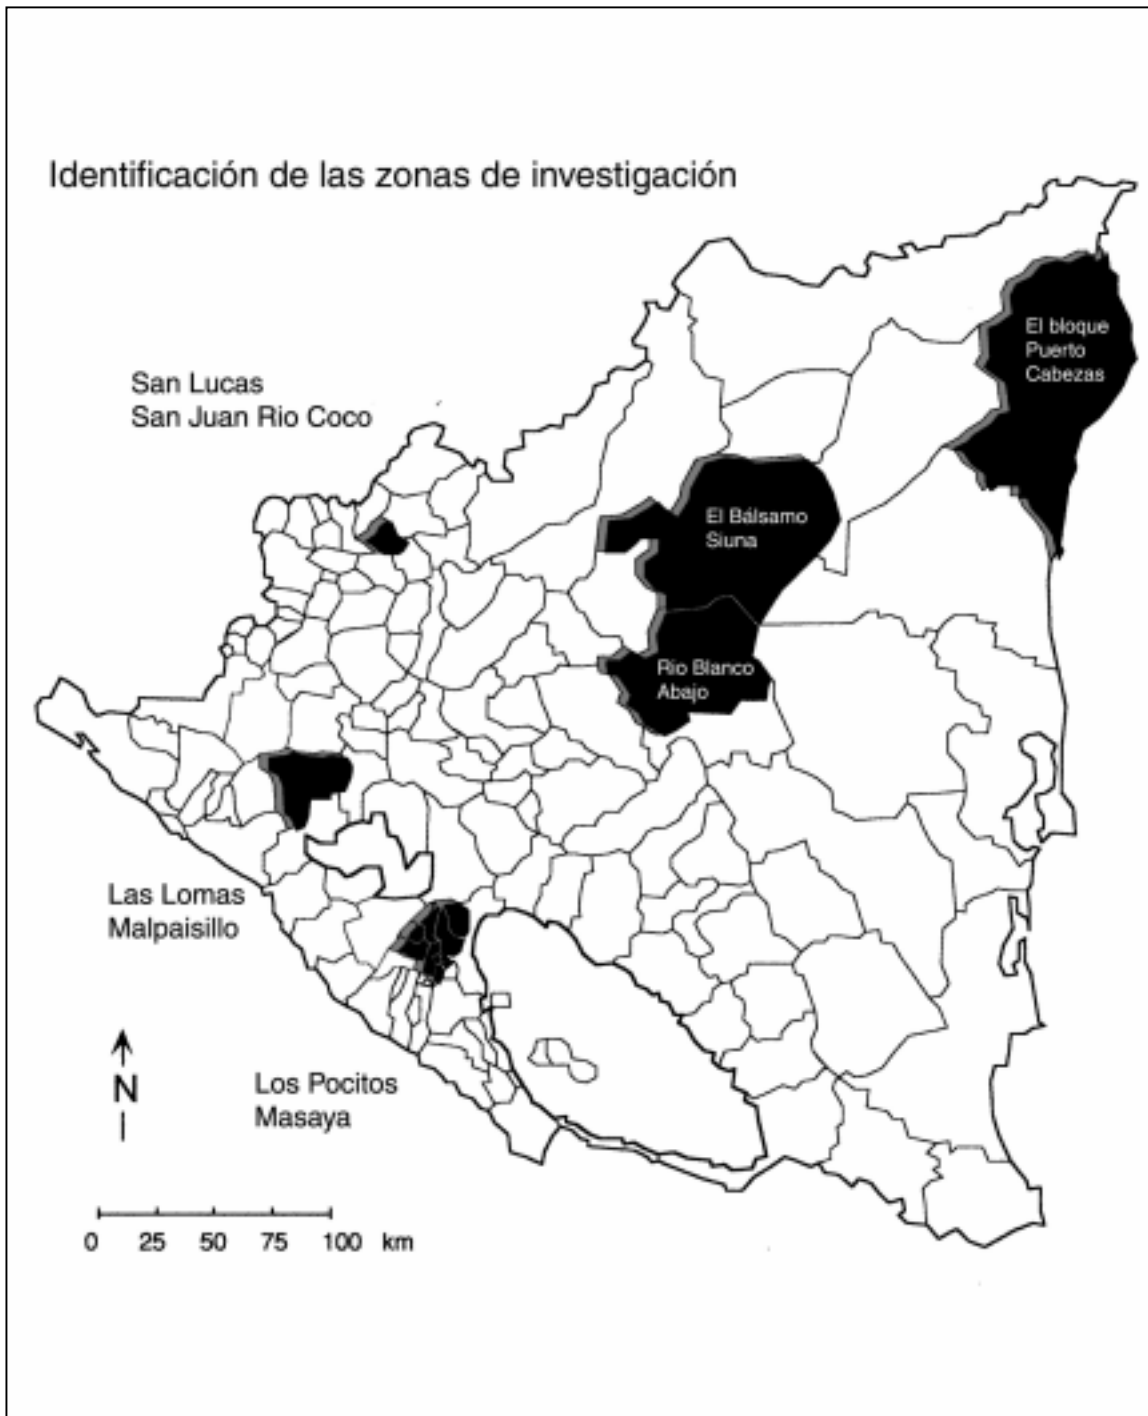 Identificación de las zonas de investigación
El bloque
Puerto
Cabezas
San Lucas
San Juan Rio Coco
El Bálsamo
Siuna
Rio Blanco
Abajo
Las Lomas
Malpaisillo
N
Los Pocitos
Masaya
0 25 50 75 100 km